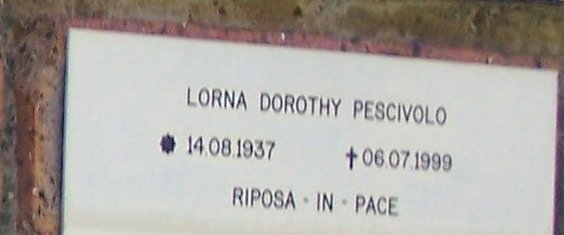 LORNA DOROTHY PESCIVOLO
14.08.1937 06.07.1999
RIPOSA - IN - PACE